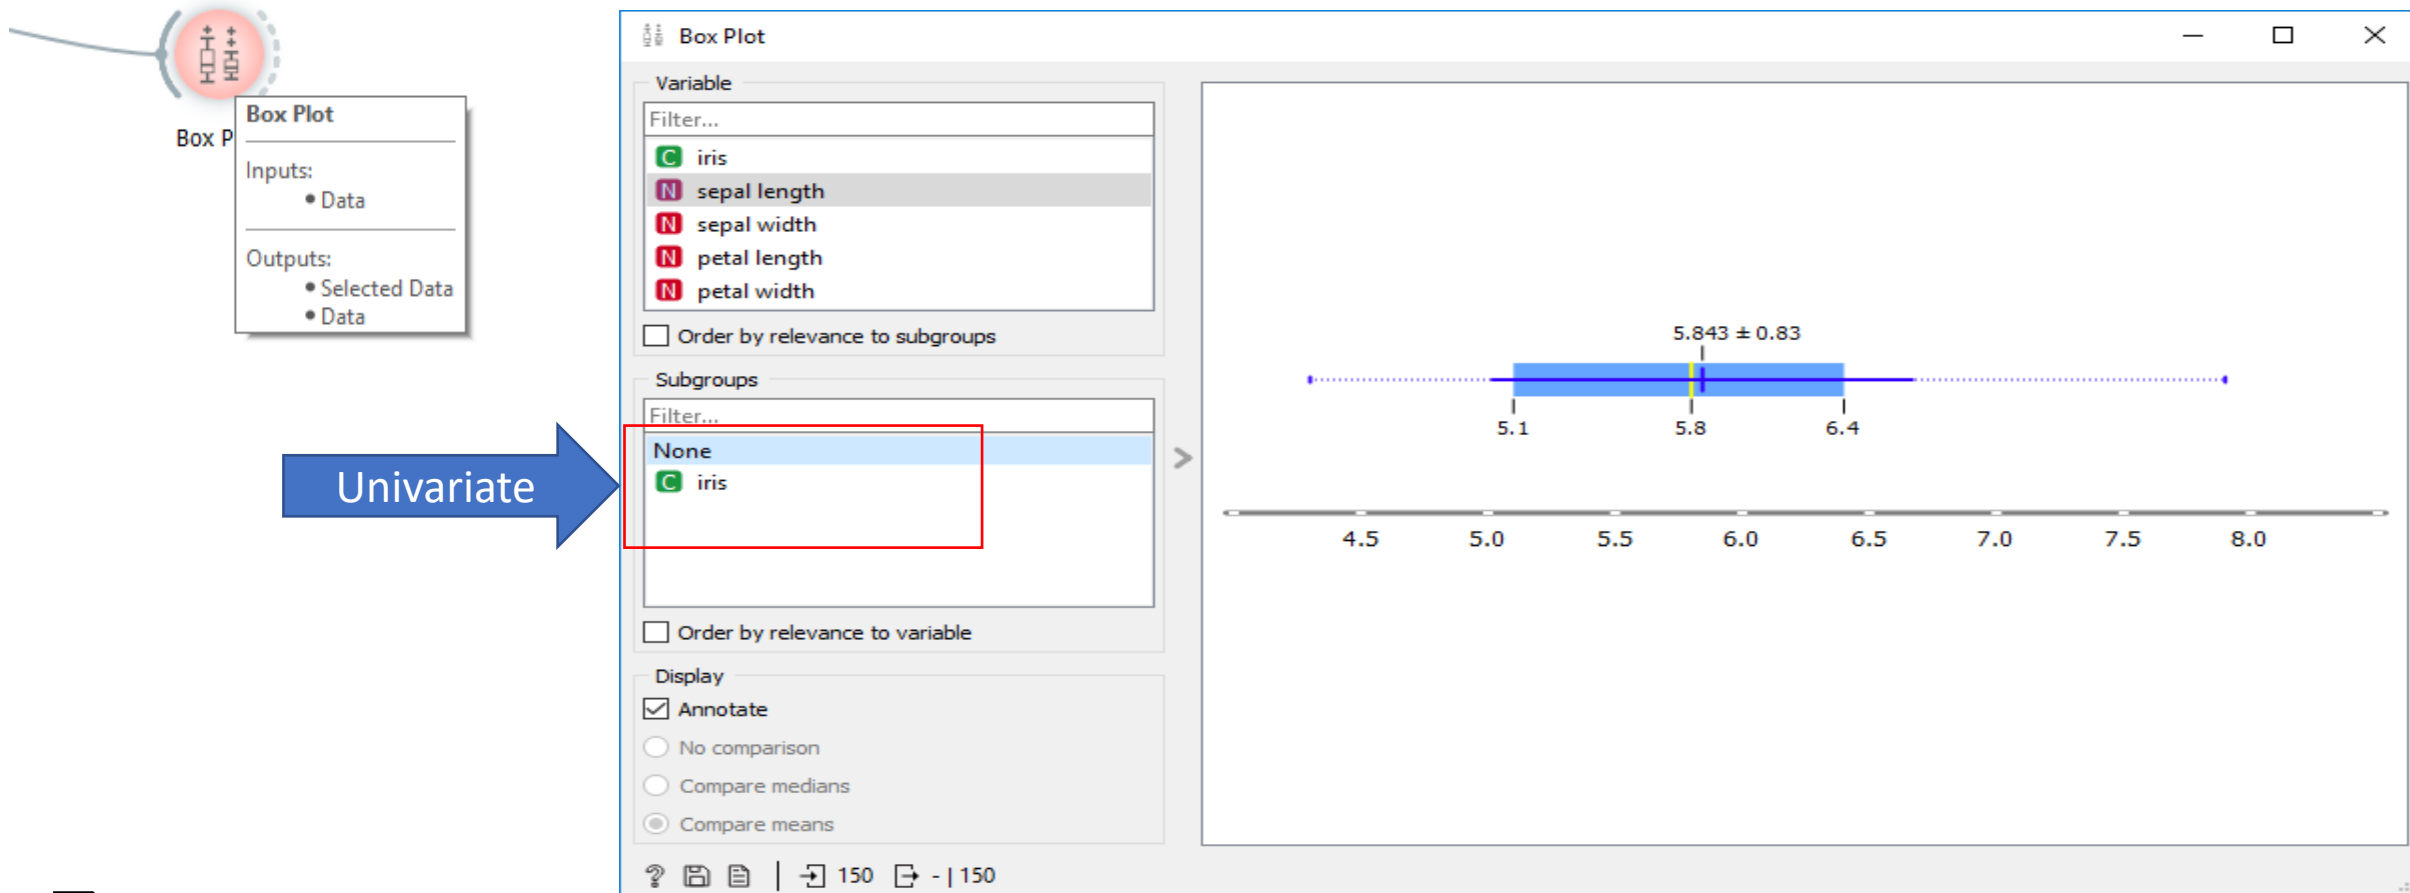 Box P
Box Plot
Inputs:
• Data
Outputs:
• Selected Data
• Data
Univariate
Box Plot
Variable
Filter...
C iris
N sepal length
N sepal width
N petal length
N petal width
Order by relevance to subgroups
Subgroups
Filter...
None
C iris
Order by relevance to variable
Display
Annotate
No comparison
Compare medians
Compare means
? 150 - | 150
>
5.843 ± 0.83
5.1 5.8 6.4
4.5 5.0 5.5 6.0 6.5 7.0 7.5 8.0